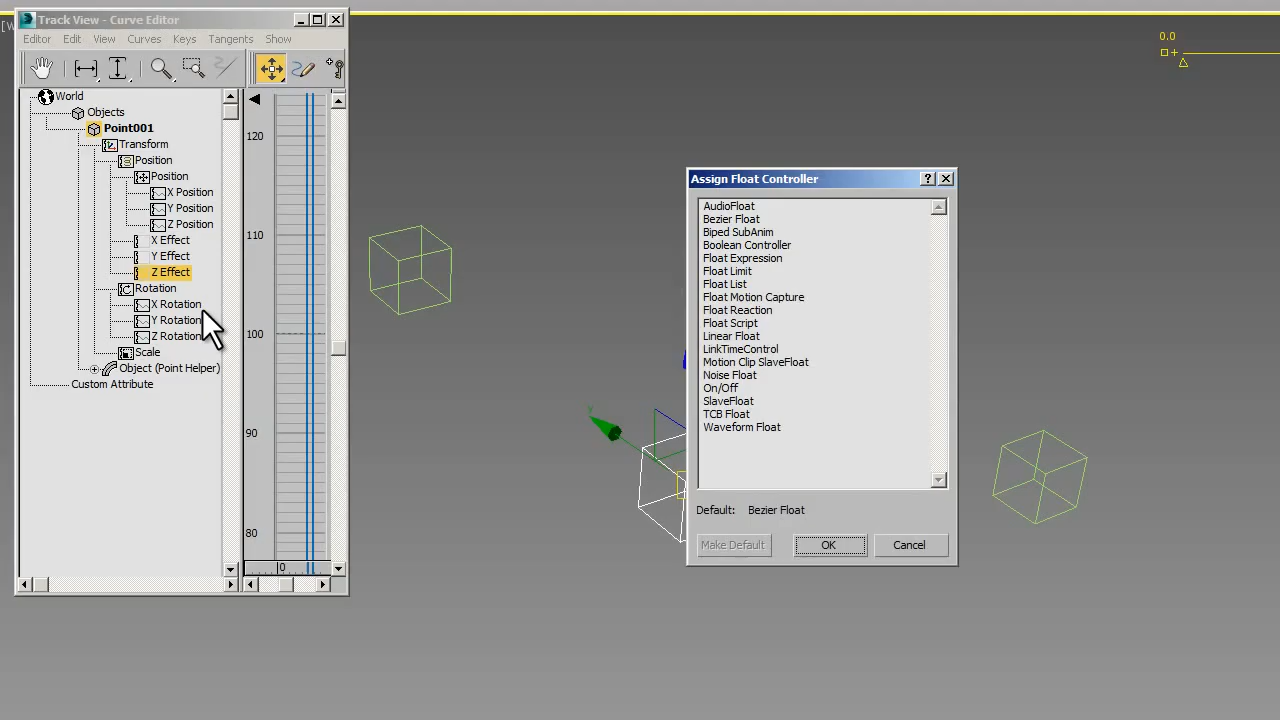 Track View - Curve Editor
Editor Edit View Curves Keys Tangents Show
World
Objects
Point001
Transform
Position
Position
X Position
Y Position
Z Position
X Effect
Y Effect
Z Effect
Rotation
X Rotation
Y Rotation
Z Rotation
Scale
Object (Point Helper)
Custom Attribute
120
110
100
90
80
0
0.0
Y
Assign Float Controller
AudioFloat
Bezier Float
Biped SubAnim
Boolean Controller
Float Expression
Float Limit
Float List
Float Motion Capture
Float Reaction
Float Script
Linear Float
LinkTimeControl
Motion Clip SlaveFloat
Noise Float
On/Off
SlaveFloat
TCB Float
Waveform Float
Default: Bezier Float
Make Default OK Cancel